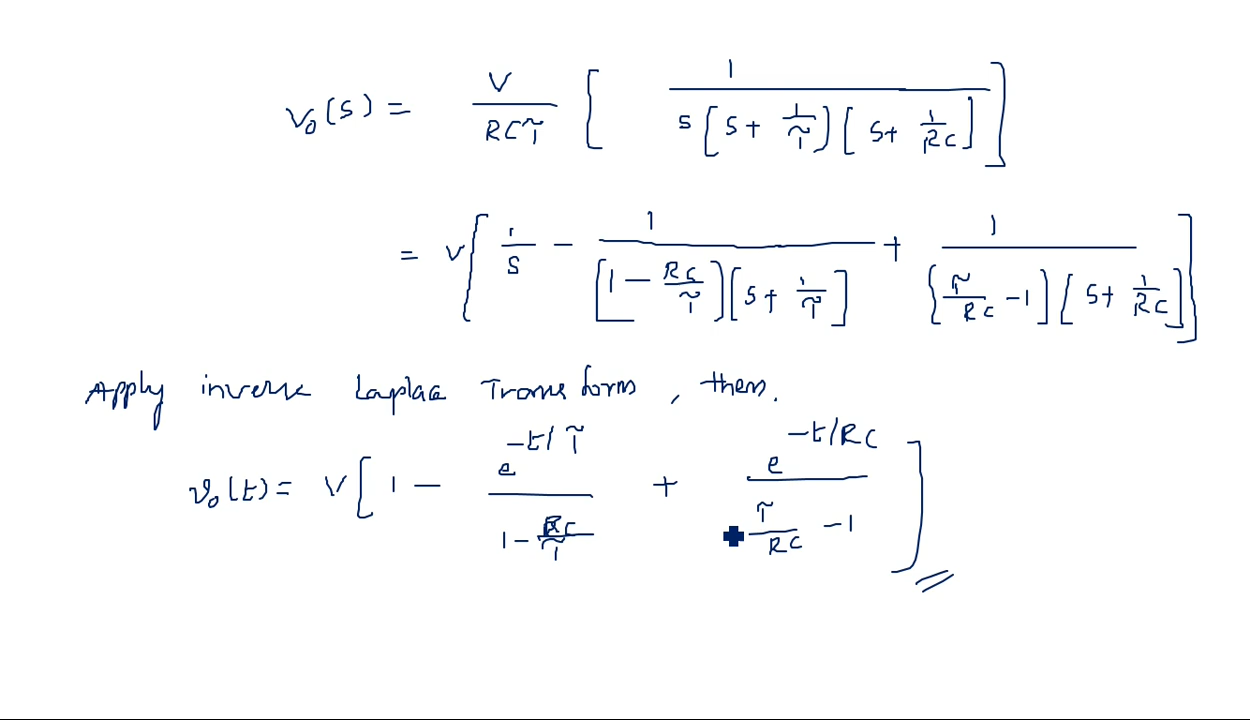 V₀(s) = V/RCτ [ 1 / s[s + 1/τ)[s + 1/RC] ]
= V[ 1/s − 1 / [1 − RC/τ][s + 1/τ] + 1 / {τ/RC − 1][s + 1/RC] ]
Apply inverse Laplace Transform, then.
v₀(t) = V[ 1 − e^(−t/τ) / (1 − RC/τ) + e^(−t/RC) / (τ/RC − 1) ]